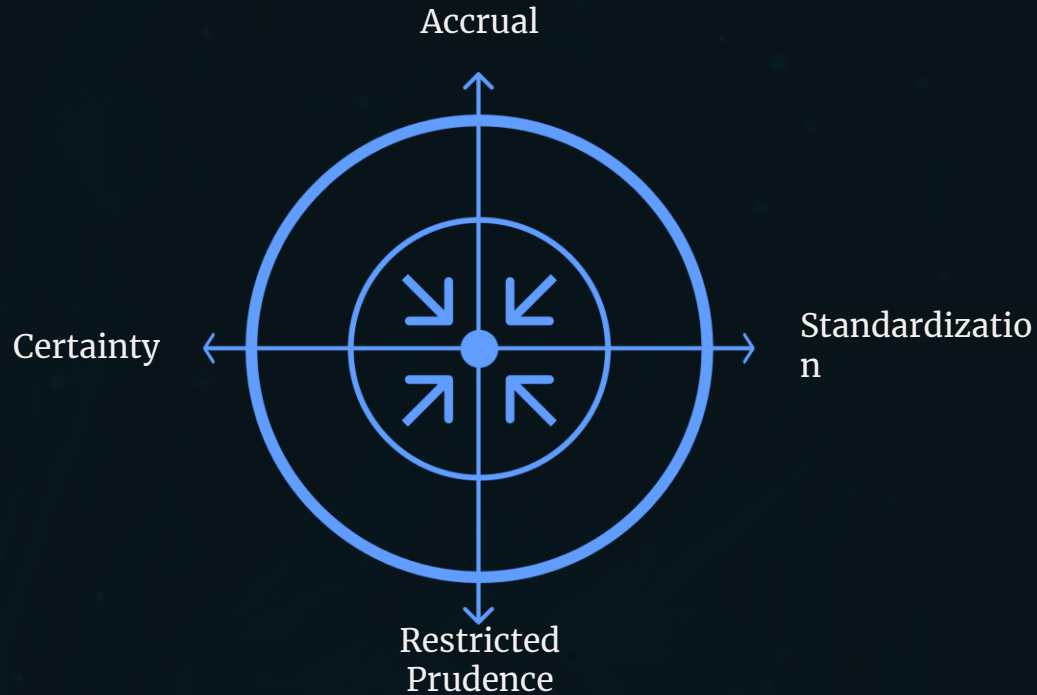 Accrual
Certainty
Standardizatio
n
Restricted
Prudence